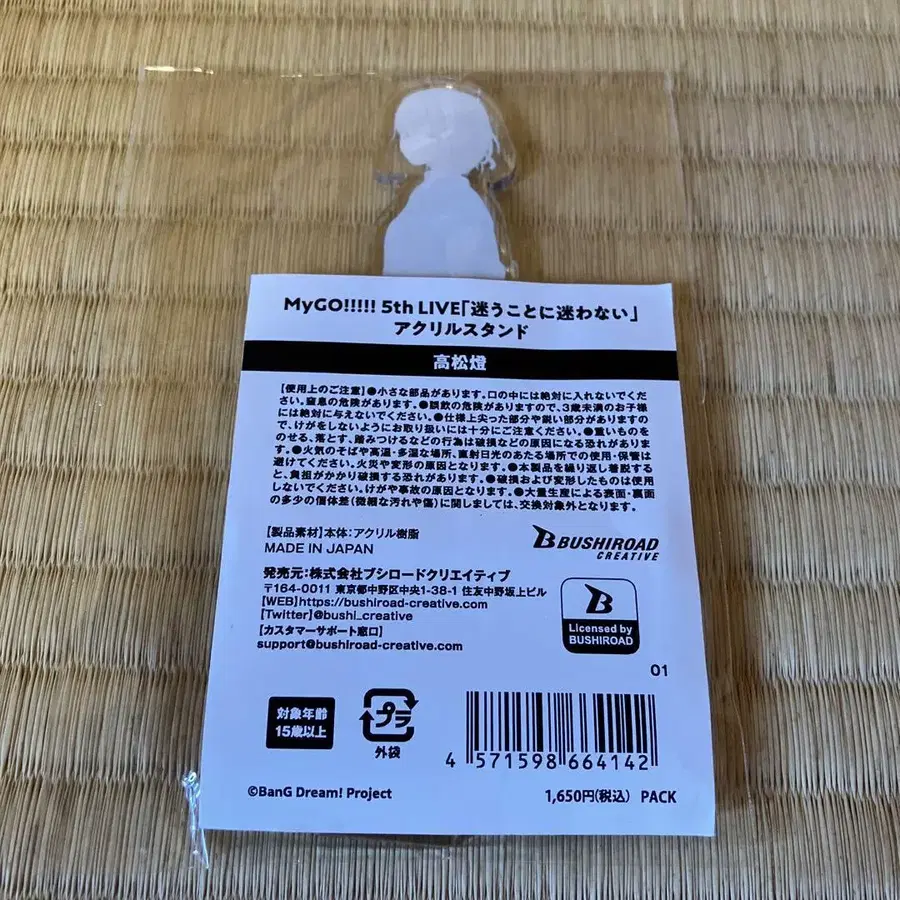 MyGO!!!!! 5th LIVE「迷うことに迷わない」
アクリルスタンド
高松燈
【使用上のご注意】●小さな部品があります。口の中には絶対に入れないでくだ
さい。窒息の危険があります。●誤飲の危険がありますので、3歳未満のお子様
には絶対に与えないでください。●仕様上尖った部分や鋭い部分がありますの
で、けがをしないようにお取り扱いには十分にご注意ください。●重いものを
のせる、落とす、踏みつけるなどの行為は破損などの原因になる恐れがありま
す。●火気のそばや高温・多湿な場所、直射日光のあたる場所での使用・保管は
避けてください。火災や変形の原因となります。●本製品を繰り返し着脱する
と、負担がかかり破損する恐れがあります。●破損および変形したものは使用
しないでください。けがや事故の原因となります。●大量生産による表面・裏面
の多少の個体差(微細な汚れや傷)に関しましては、交換対象外となります。
【製品素材】本体:アクリル樹脂
MADE IN JAPAN
BUSHIROAD
CREATIVE
発売元:株式会社ブシロードクリエイティブ
〒164-0011 東京都中野区中央1-38-1 住友中野坂上ビル
【WEB】https://bushiroad-creative.com
【Twitter】@bushi_creative
【カスタマーサポート窓口】
support@bushiroad-creative.com
B
Licensed by
BUSHIROAD
01
対象年齢
15歳以上
プラ
外袋
4 571598 664142
©BanG Dream! Project
1,650円(税込) PACK